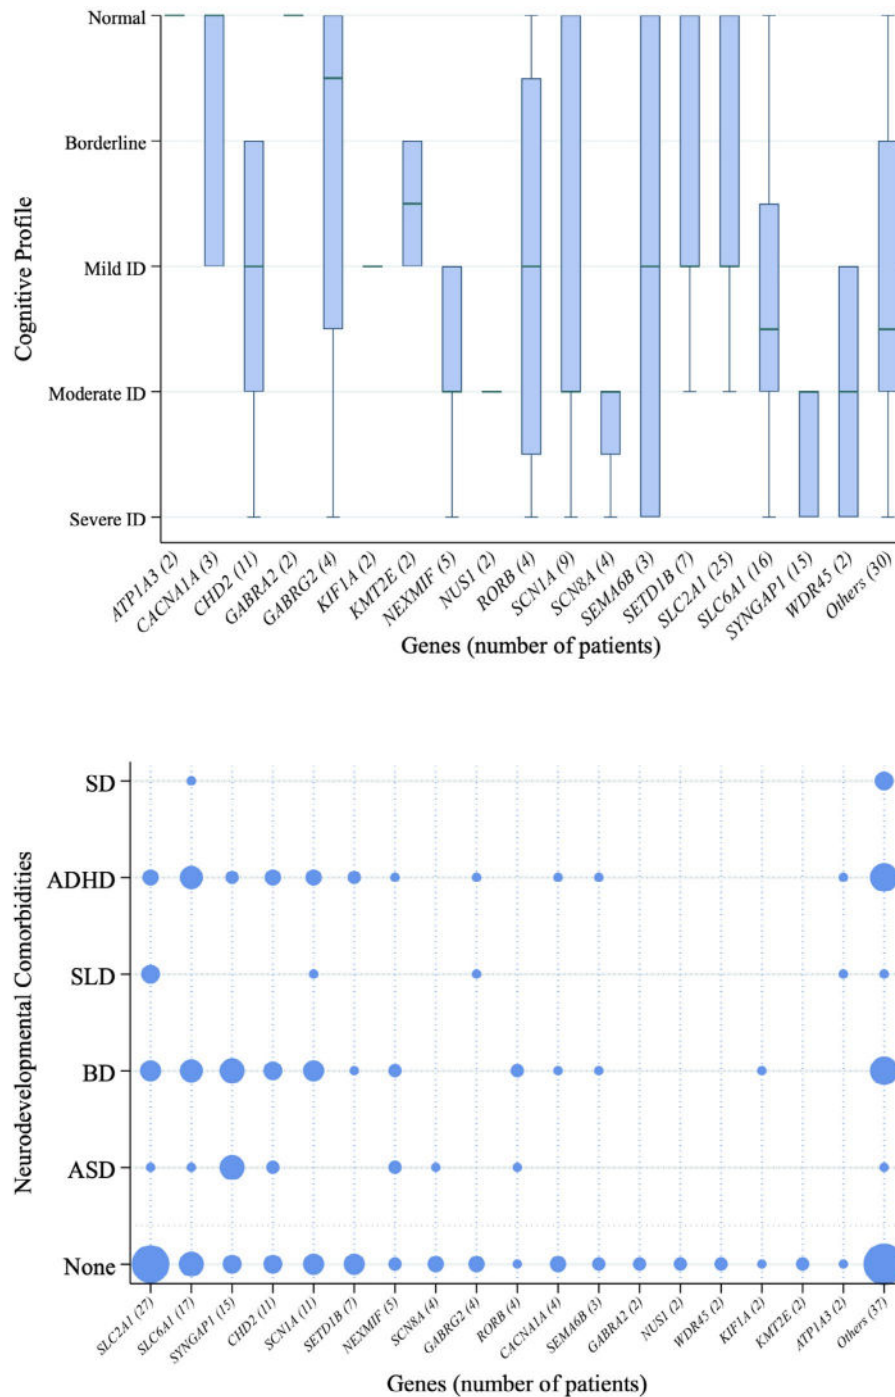 Normal
Borderline
Mild ID
Moderate ID
Severe ID
Cognitive Profile
ATP1A3 (2)
CACNA1A (3)
CHD2 (11)
GABRA2 (2)
GABRG2 (4)
KIF1A (2)
KMT2E (2)
NEXMIF (5)
NUS1 (2)
RORB (4)
SCN1A (9)
SCN8A (4)
SEMA6B (3)
SETD1B (7)
SLC2A1 (25)
SLC6A1 (16)
SYNGAP1 (15)
WDR45 (2)
Others (30)
Genes (number of patients)
SD
ADHD
SLD
BD
ASD
None
Neurodevelopmental Comorbidities
SLC2A1 (27)
SLC6A1 (17)
SYNGAP1 (15)
CHD2 (11)
SCN1A (11)
SETD1B (7)
NEXMIF (5)
SCN8A (4)
GABRG2 (4)
RORB (4)
CACNA1A (4)
SEMA6B (3)
GABRA2 (2)
NUS1 (2)
WDR45 (2)
KIF1A (2)
KMT2E (2)
ATP1A3 (2)
Others (37)
Genes (number of patients)